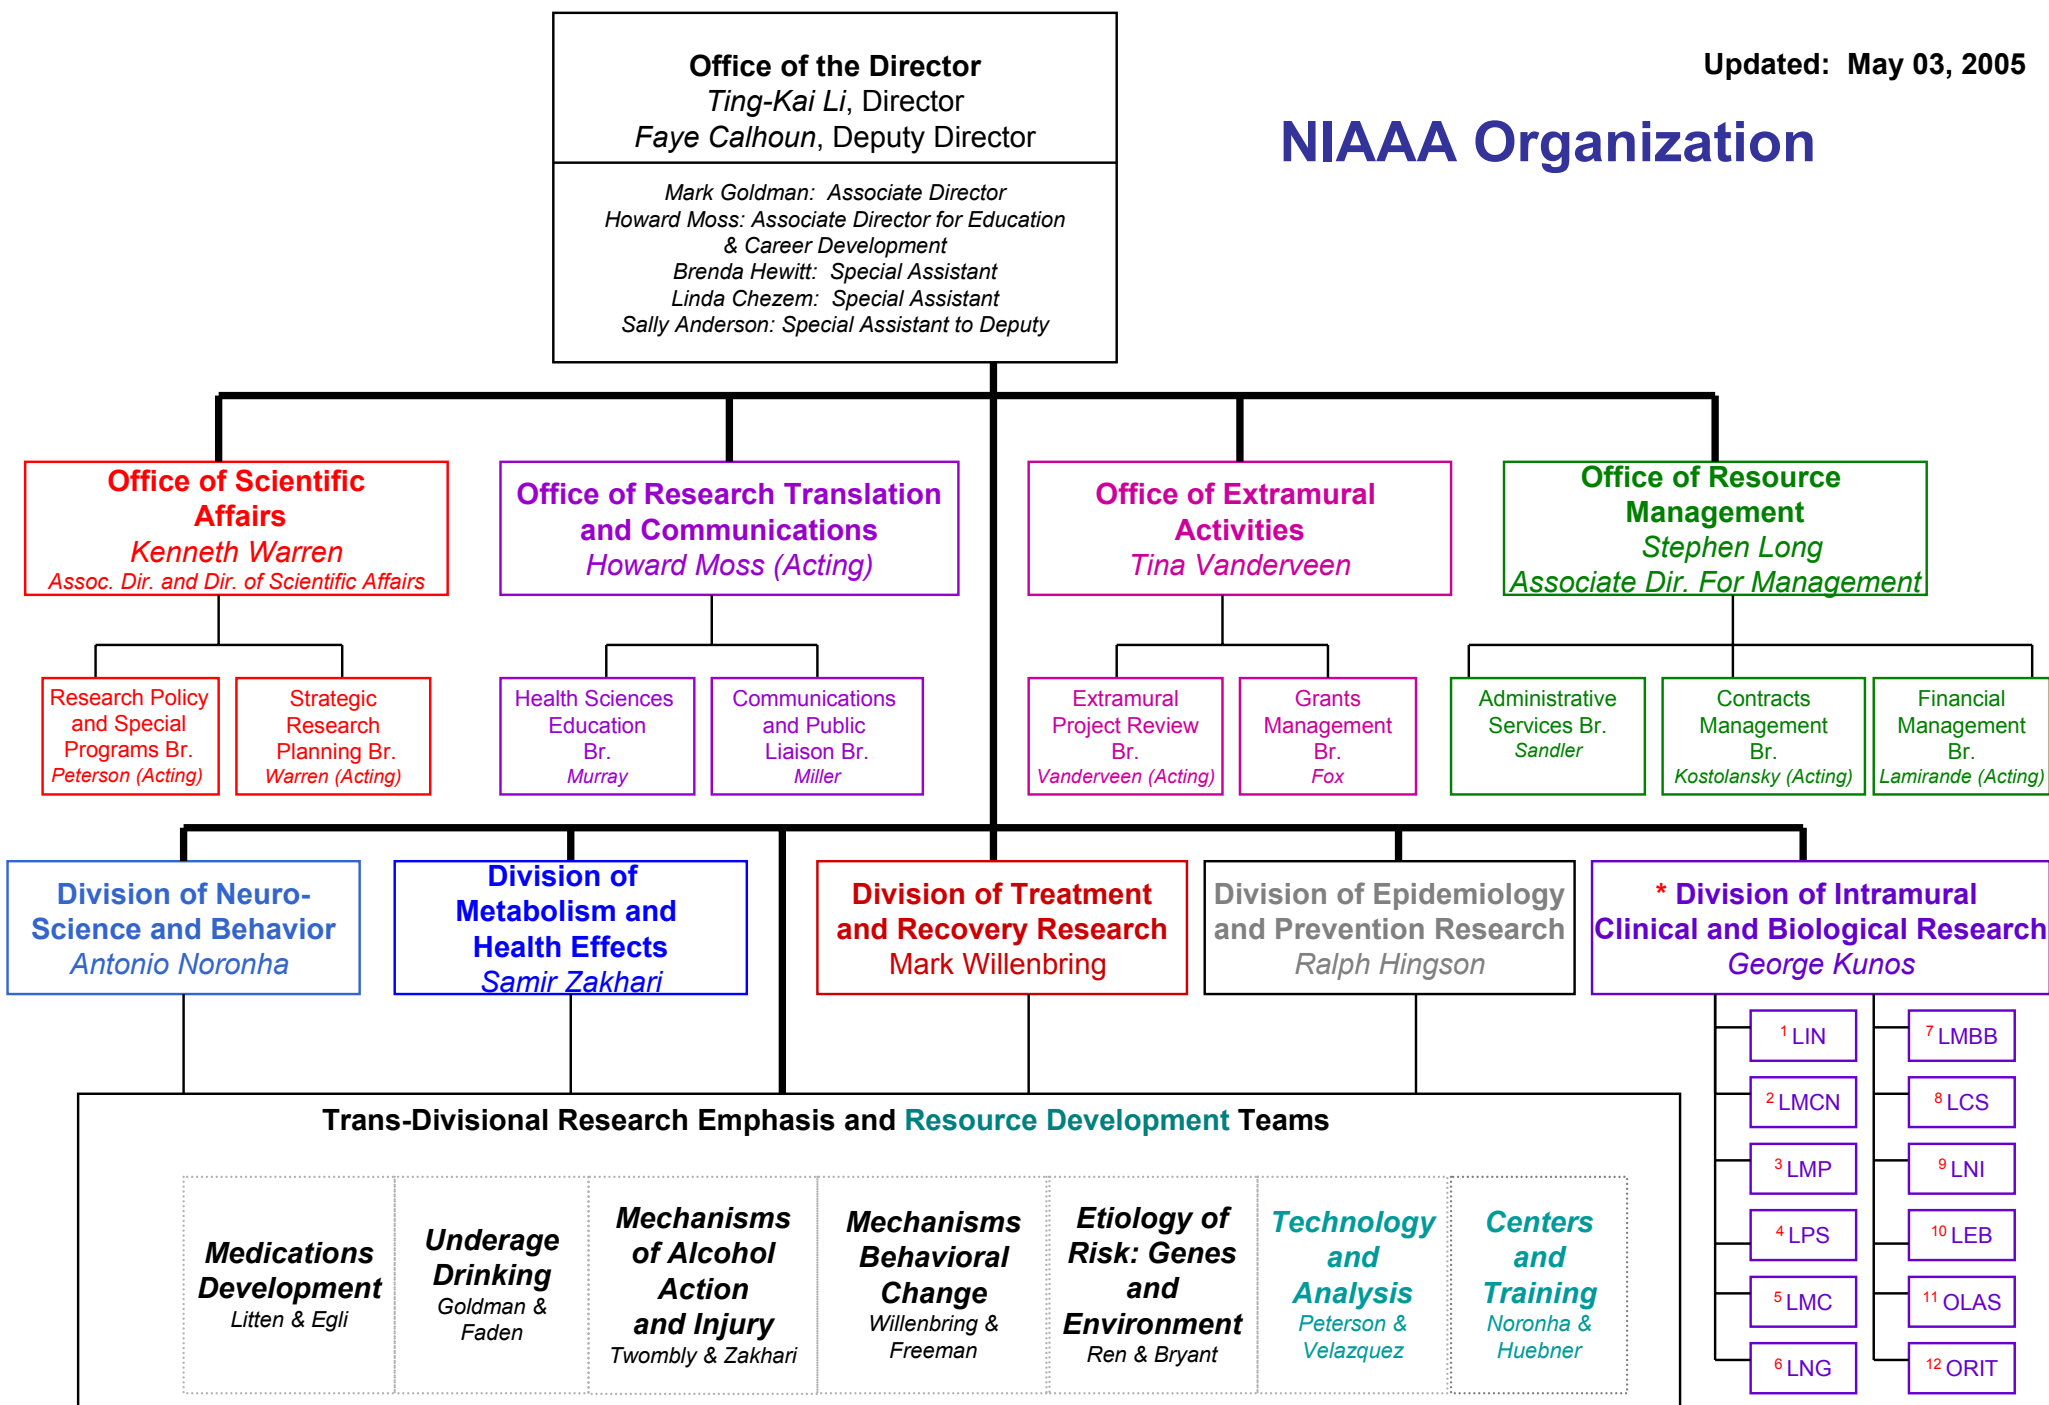 Office of the Director
Ting-Kai Li, Director
Faye Calhoun, Deputy Director
Mark Goldman:  Associate Director
Howard Moss: Associate Director for Education
& Career Development
Brenda Hewitt:  Special Assistant
Linda Chezem:  Special Assistant
Sally Anderson: Special Assistant to Deputy
Updated:  May 03, 2005
NIAAA Organization
Office of Scientific
Affairs
Kenneth Warren
Assoc. Dir. and Dir. of Scientific Affairs
Office of Research Translation
and Communications
Howard Moss (Acting)
Office of Extramural
Activities
Tina Vanderveen
Office of Resource
Management
Stephen Long
Associate Dir. For Management
Research Policy
and Special
Programs Br.
Peterson (Acting)
Strategic
Research
Planning Br.
Warren (Acting)
Health Sciences
Education
Br.
Murray
Communications
and Public
Liaison Br.
Miller
Extramural
Project Review
Br.
Vanderveen (Acting)
Grants
Management
Br.
Fox
Administrative
Services Br.
Sandler
Contracts
Management
Br.
Kostolansky (Acting)
Financial
Management
Br.
Lamirande (Acting)
Division of Neuro-
Science and Behavior
Antonio Noronha
Division of
Metabolism and
Health Effects
Samir Zakhari
Division of Treatment
and Recovery Research
Mark Willenbring
Division of Epidemiology
and Prevention Research
Ralph Hingson
* Division of Intramural
Clinical and Biological Research
George Kunos
1 LIN
2 LMCN
3 LMP
4 LPS
5 LMC
6 LNG
7 LMBB
8 LCS
9 LNI
10 LEB
11 OLAS
12 ORIT
Trans-Divisional Research Emphasis and Resource Development Teams
Medications
Development
Litten & Egli
Underage
Drinking
Goldman &
Faden
Mechanisms
of Alcohol
Action
and Injury
Twombly & Zakhari
Mechanisms
Behavioral
Change
Willenbring &
Freeman
Etiology of
Risk: Genes
and
Environment
Ren & Bryant
Technology
and
Analysis
Peterson &
Velazquez
Centers
and
Training
Noronha &
Huebner